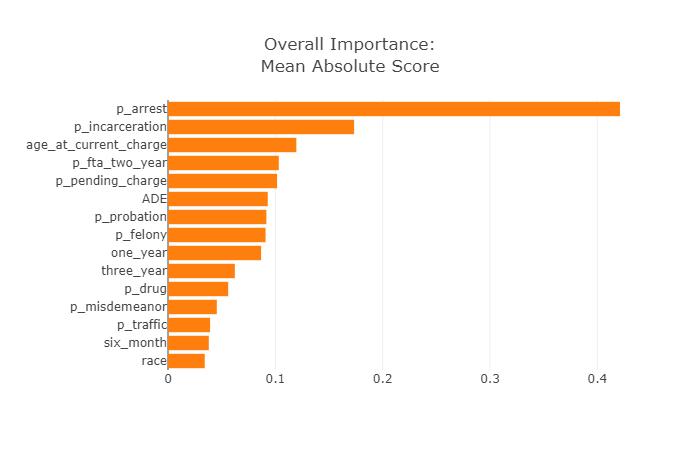 Overall Importance:
Mean Absolute Score
p_arrest
p_incarceration
age_at_current_charge
p_fta_two_year
p_pending_charge
ADE
p_probation
p_felony
one_year
three_year
p_drug
p_misdemeanor
p_traffic
six_month
race
0 0.1 0.2 0.3 0.4